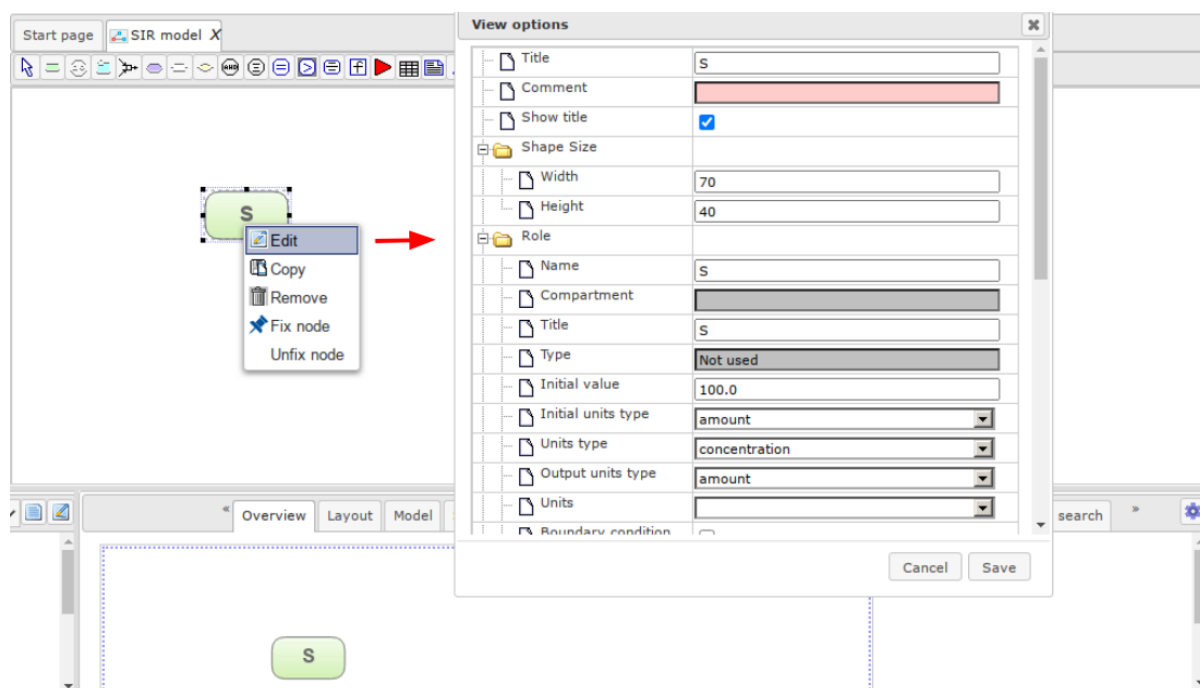 Start page
SIR model X
AND
f
S
Edit
Copy
Remove
Fix node
Unfix node
View options
Title
S
Comment
Show title
Shape Size
Width
70
Height
40
Role
Name
S
Compartment
Title
S
Type
Not used
Initial value
100.0
Initial units type
amount
Units type
concentration
Output units type
amount
Units
Boundary condition
Cancel
Save
«
Overview
Layout
Model
search
»
S